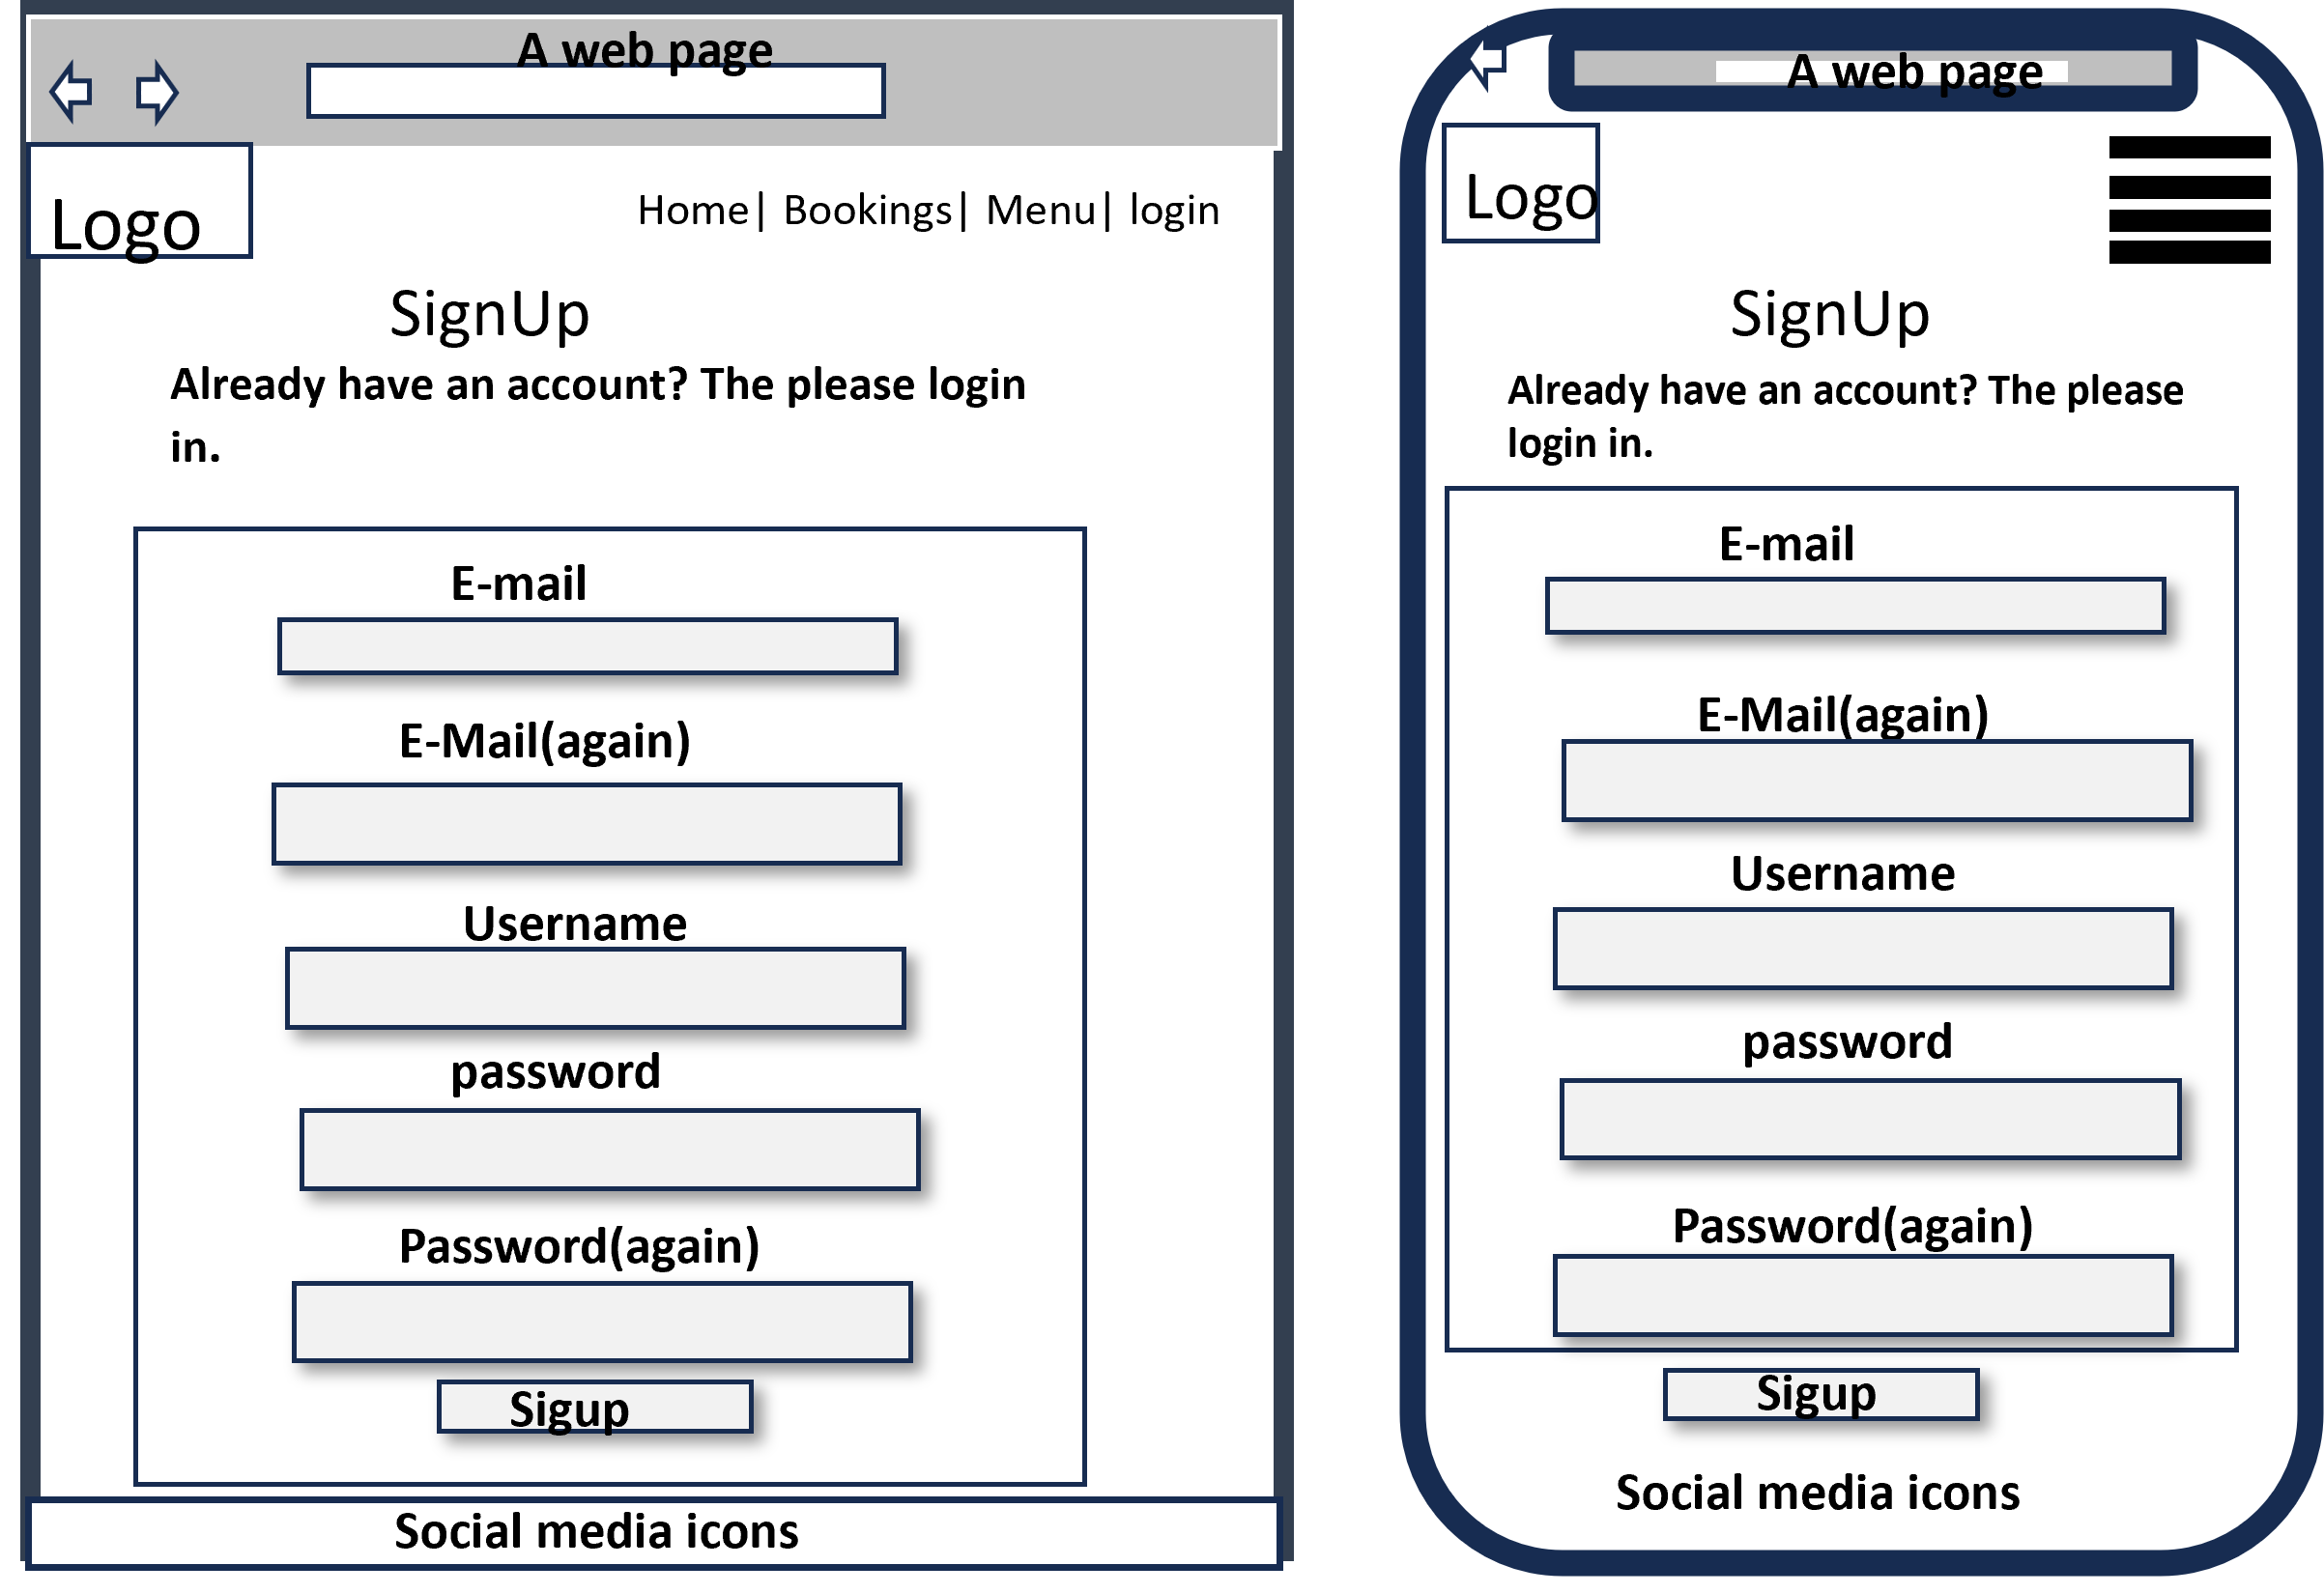 A web page
Logo
Home| Bookings| Menu| login
SignUp
Already have an account? The please login
in.
E-mail
E-Mail(again)
Username
password
Password(again)
Sigup
Social media icons
A web page
Logo
SignUp
Already have an account? The please
login in.
E-mail
E-Mail(again)
Username
password
Password(again)
Sigup
Social media icons